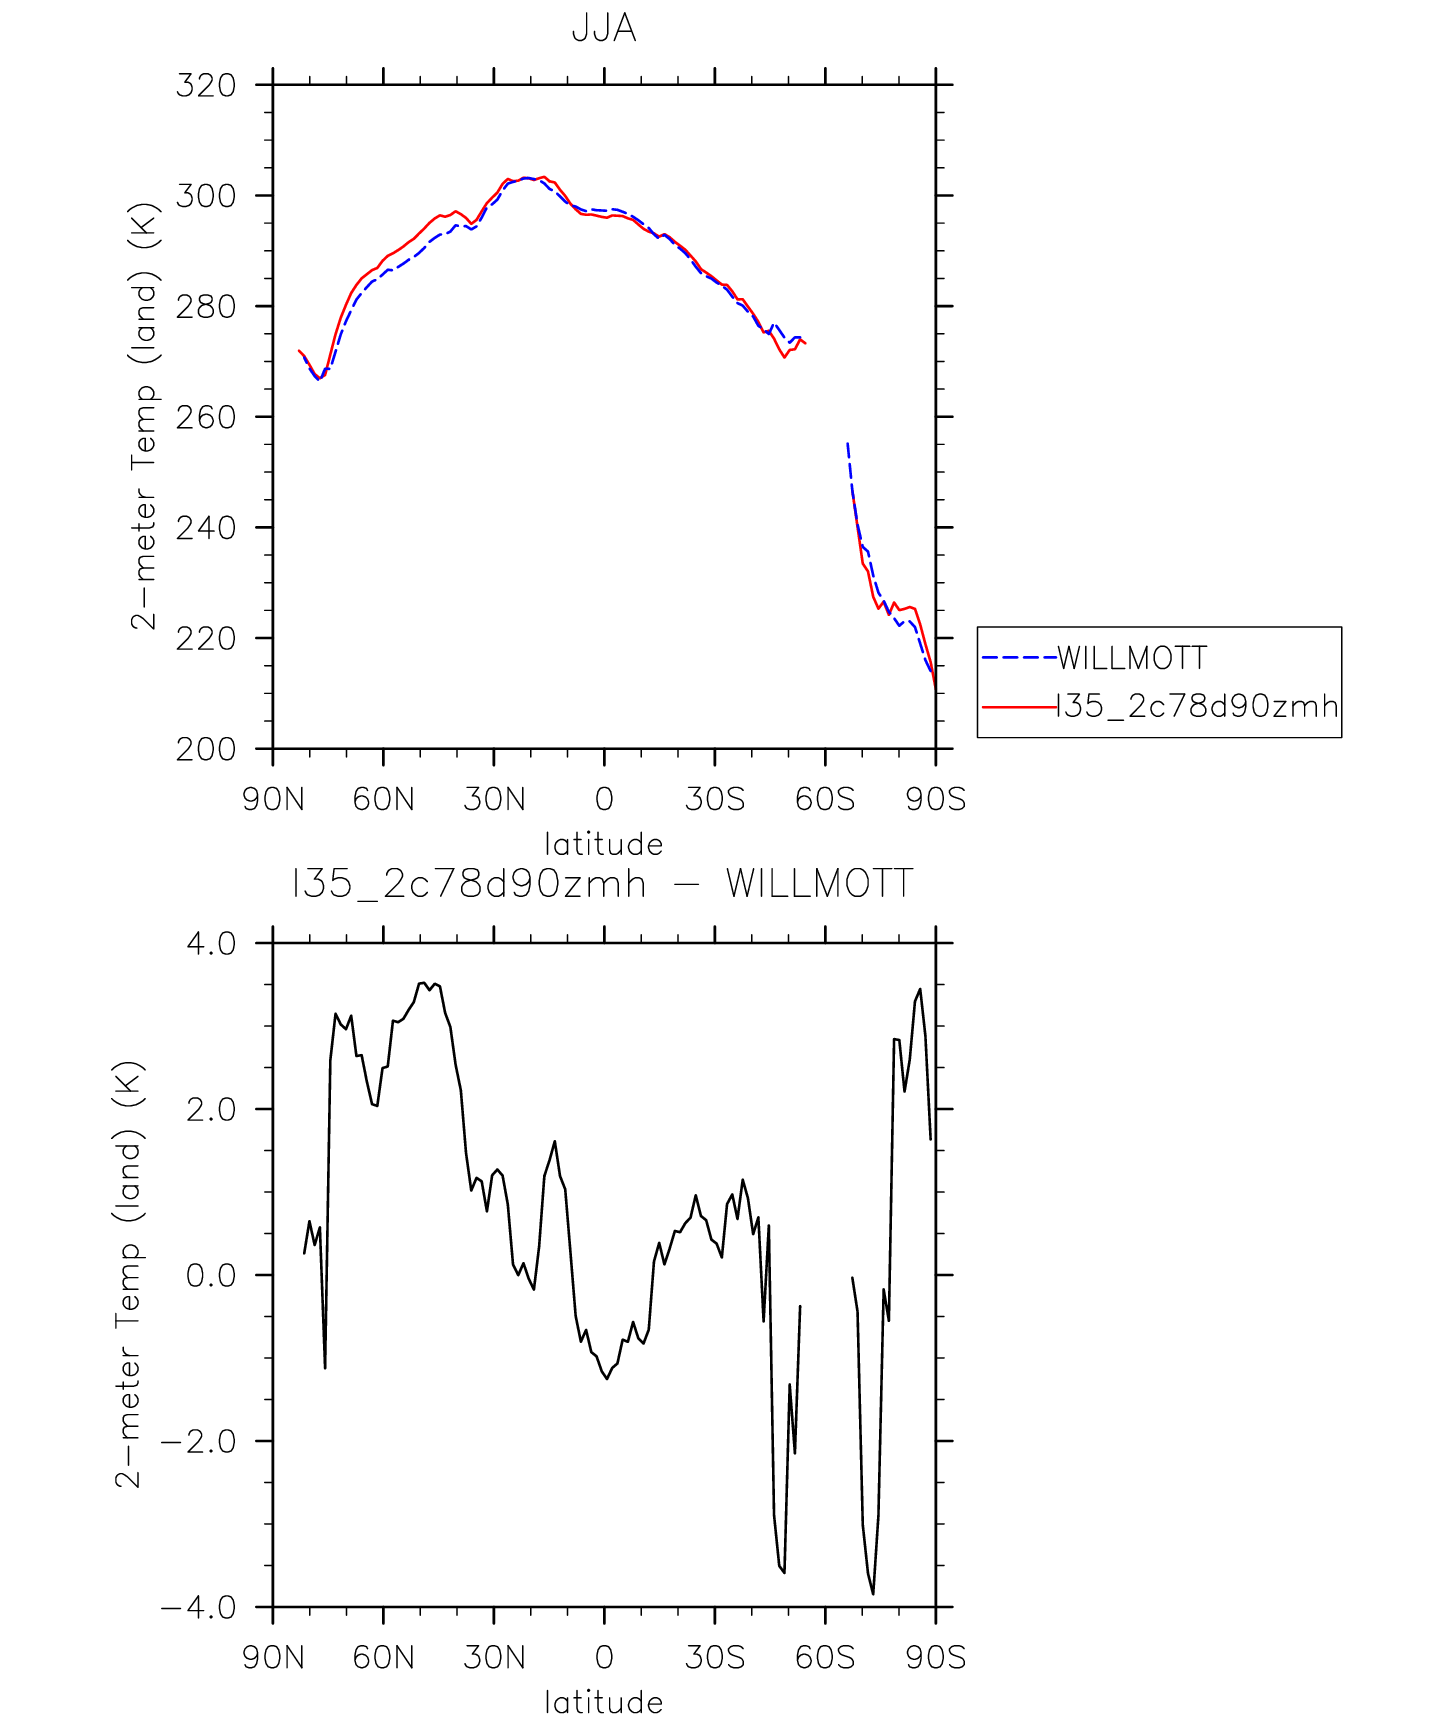 JJA
320
300
280
260
240
220
200
2-meter Temp (land) (K)
90N 60N 30N 0 30S 60S 90S
latitude
WILLMOTT
I35_2c78d90zmh
I35_2c78d90zmh - WILLMOTT
4.0
2.0
0.0
-2.0
-4.0
2-meter Temp (land) (K)
90N 60N 30N 0 30S 60S 90S
latitude